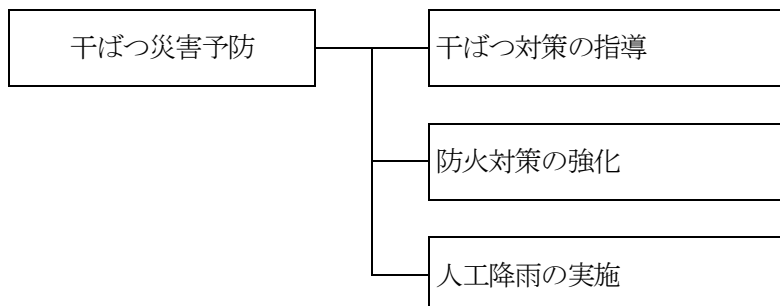 干ばつ災害予防
干ばつ対策の指導
防火対策の強化
人工降雨の実施